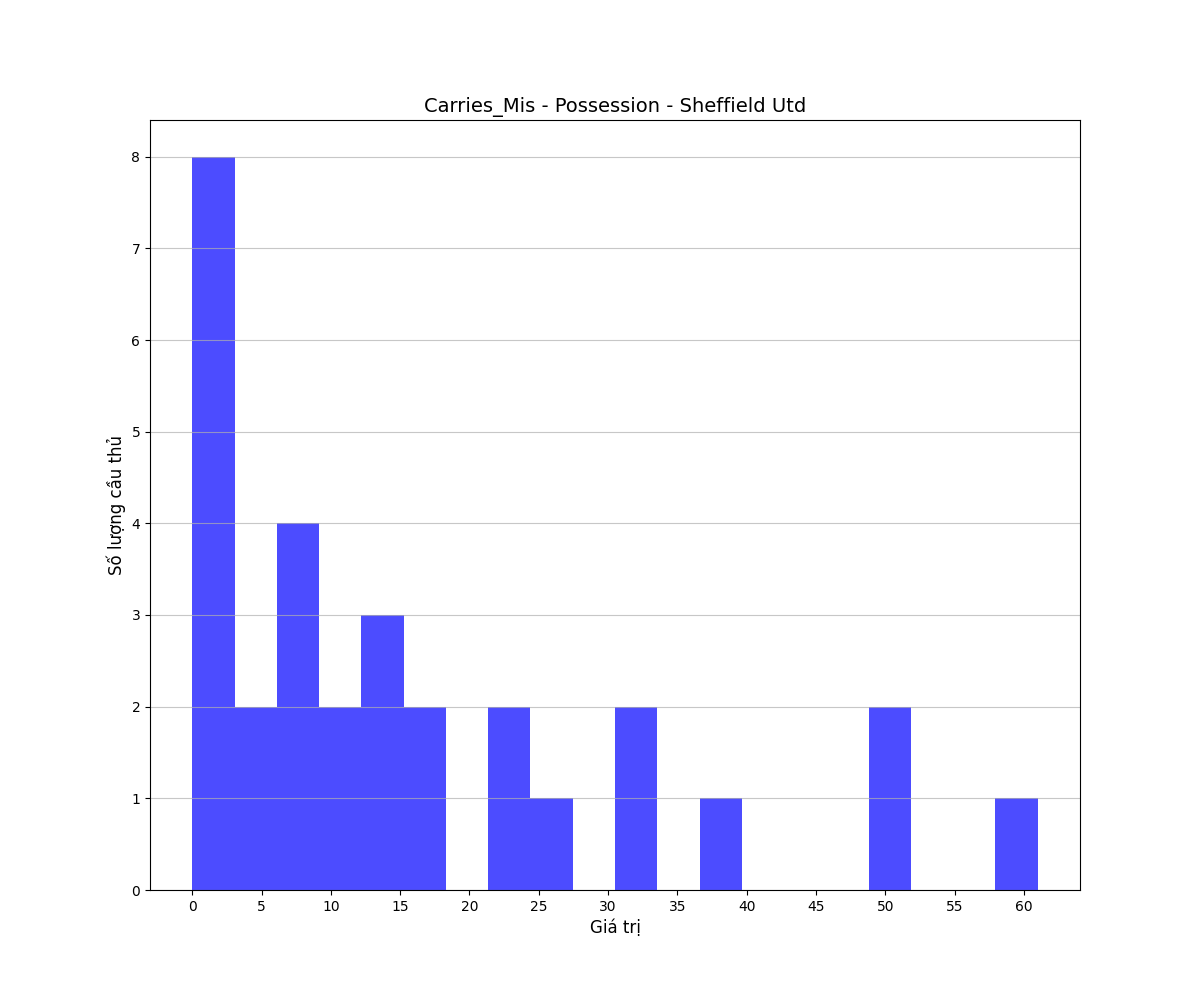 Carries_Mis - Possession - Sheffield Utd
8
7
6
5
4
3
2
1
0
Số lượng cầu thủ
0 5 10 15 20 25 30 35 40 45 50 55 60
Giá trị